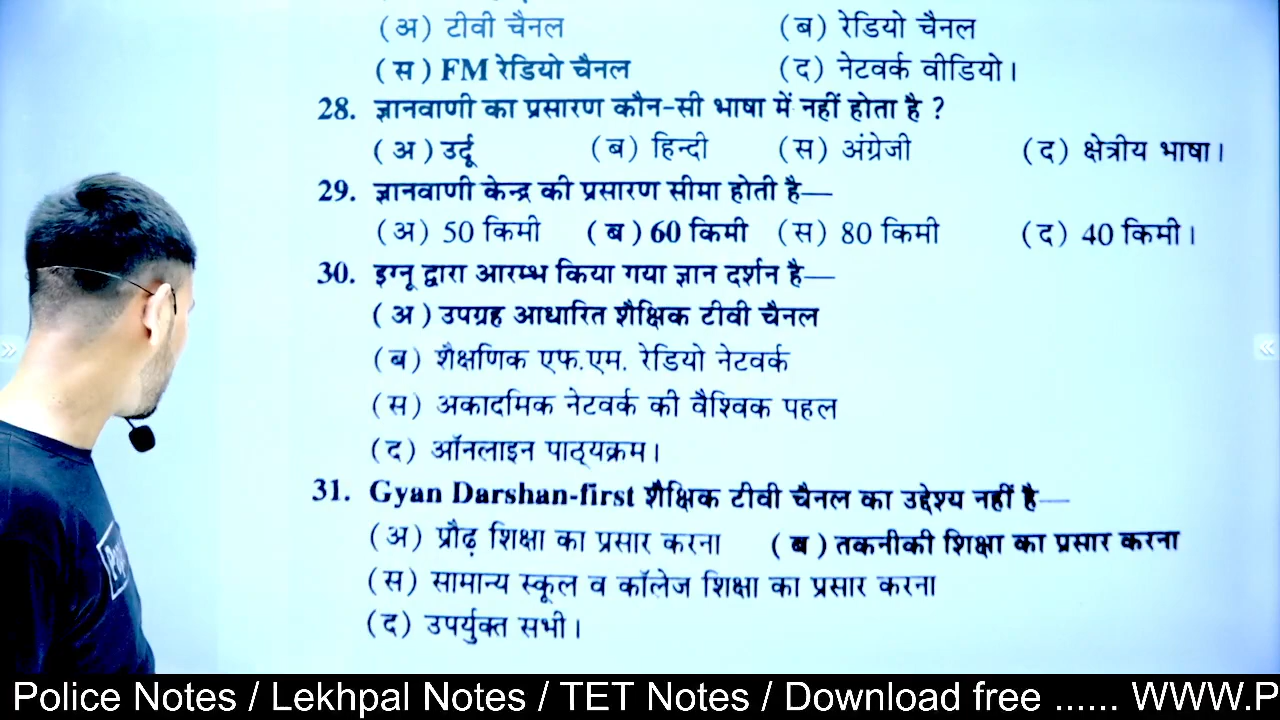 (अ) टीवी चैनल (ब) रेडियो चैनल
(स) FM रेडियो चैनल (द) नेटवर्क वीडियो।
28. ज्ञानवाणी का प्रसारण कौन-सी भाषा में नहीं होता है ?
(अ) उर्दू (ब) हिन्दी (स) अंग्रेजी (द) क्षेत्रीय भाषा।
29. ज्ञानवाणी केन्द्र की प्रसारण सीमा होती है—
(अ) 50 किमी (ब) 60 किमी (स) 80 किमी (द) 40 किमी।
30. इग्नू द्वारा आरम्भ किया गया ज्ञान दर्शन है—
(अ) उपग्रह आधारित शैक्षिक टीवी चैनल
(ब) शैक्षणिक एफ.एम. रेडियो नेटवर्क
(स) अकादमिक नेटवर्क की वैश्विक पहल
(द) ऑनलाइन पाठ्यक्रम।
31. Gyan Darshan-first शैक्षिक टीवी चैनल का उद्देश्य नहीं है—
(अ) प्रौढ़ शिक्षा का प्रसार करना (ब) तकनीकी शिक्षा का प्रसार करना
(स) सामान्य स्कूल व कॉलेज शिक्षा का प्रसार करना
(द) उपर्युक्त सभी।
Police Notes / Lekhpal Notes / TET Notes / Download free ...... WWW.P